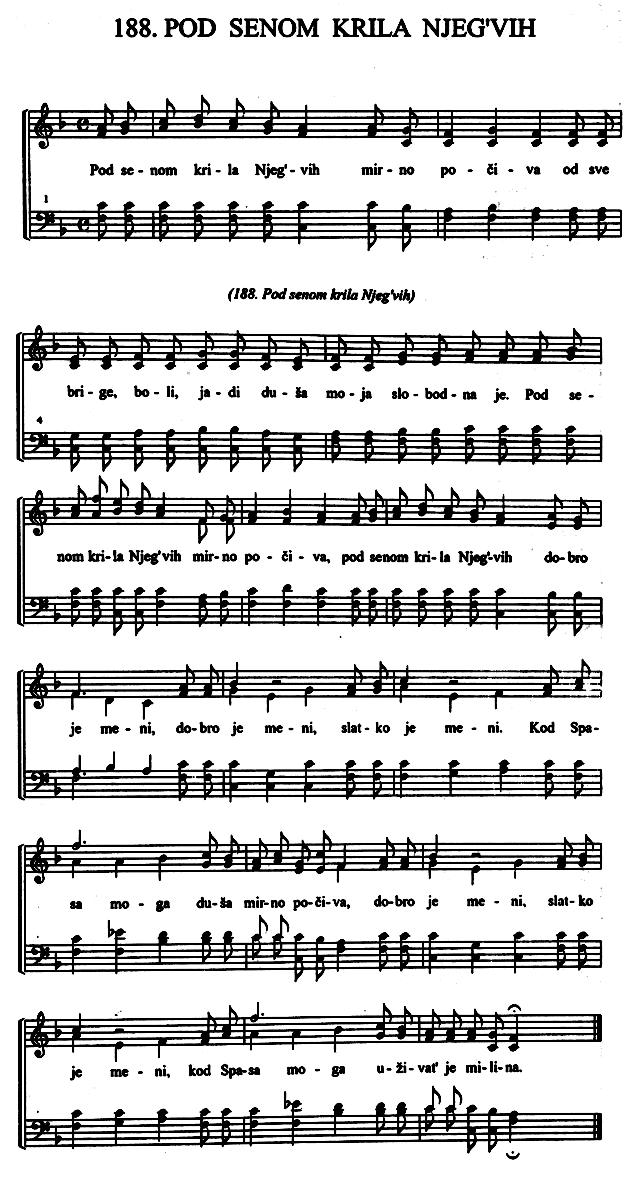 188. POD SENOM KRILA NJEG'VIH
Pod se - nom kri - la Njeg'- vih mir - no po - či - va od sve
1
(188. Pod senom krila Njeg'vih)
bri - ge, bo - li, ja - di du - ša mo - ja slo - bod - na je. Pod se -
4
nom kri - la Njeg'vih mir - no po - či - va, pod senom kri - la Njeg'-vih do - bro
je me - ni, do - bro je me - ni, slat - ko je me - ni. Kod Spa-
sa mo - ga du - ša mir-no po-či-va, do-bro je me - ni, slat-ko
je me - ni, kod Spa-sa mo - ga u-ži-vat' je mi-li-na.